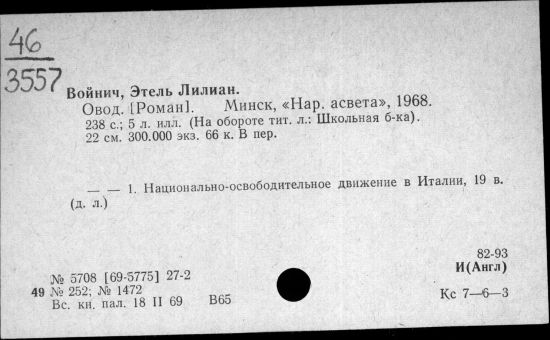 46
3557
Войнич, Этель Лилиан.
Овод. [Роман]. Минск, «Нар. асвета», 1968.
238 с.; 5 л. илл. (На обороте тит. л.: Школьная б-ка).
22 см. 300.000 экз. 66 к. В пер.
— — 1. Национально-освободительное движение в Италии, 19 в.
(д. л.)
82-93
№ 5708 [69-5775] 27-2 И(Англ)
49 № 252; № 1472
Вс. кн. пал. 18 II 69 В65 Кс 7—6—3